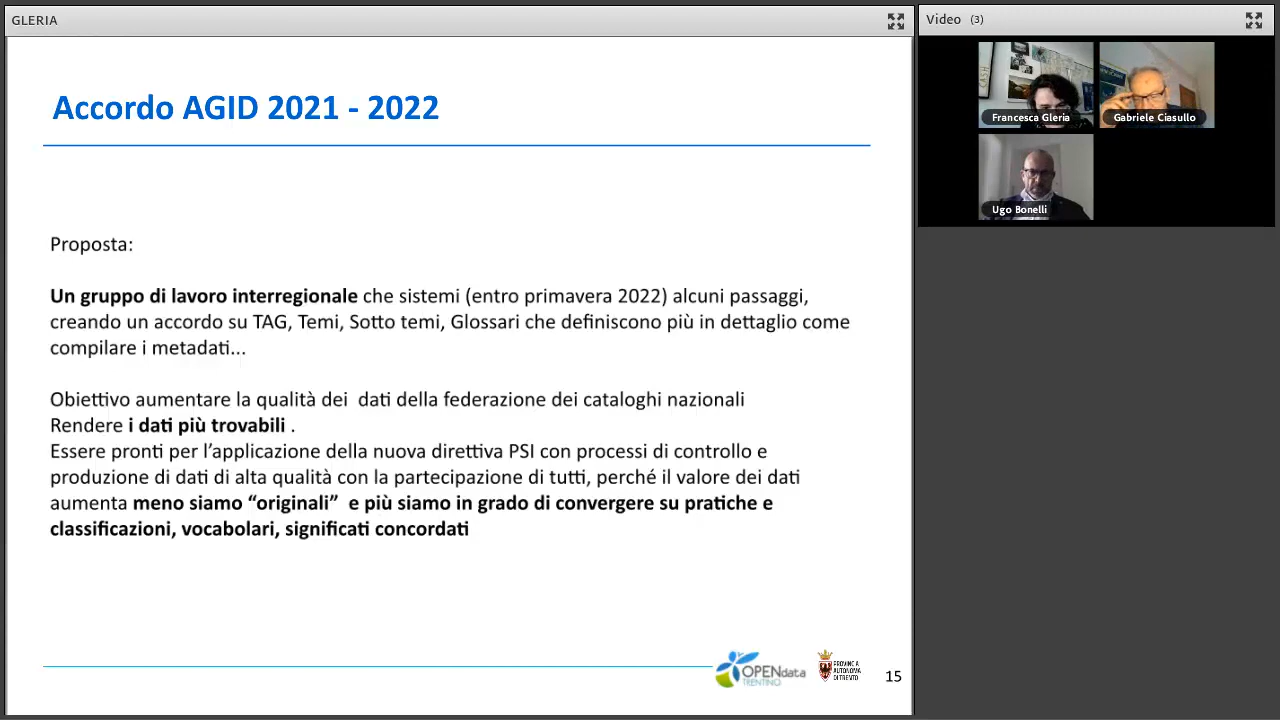 GLERIA
Accordo AGID 2021 - 2022
Proposta:
Un gruppo di lavoro interregionale che sistemi (entro primavera 2022) alcuni passaggi,
creando un accordo su TAG, Temi, Sotto temi, Glossari che definiscono più in dettaglio come
compilare i metadati...
Obiettivo aumentare la qualità dei  dati della federazione dei cataloghi nazionali
Rendere i dati più trovabili .
Essere pronti per l’applicazione della nuova direttiva PSI con processi di controllo e
produzione di dati di alta qualità con la partecipazione di tutti, perché il valore dei dati
aumenta meno siamo “originali”  e più siamo in grado di convergere su pratiche e
classificazioni, vocabolari, significati concordati
OPENdata
TRENTINO
PROVINCIA
AUTONOMA
DI TRENTO
15
Video (3)
Francesca Gleria
Gabriele Ciasullo
Ugo Bonelli